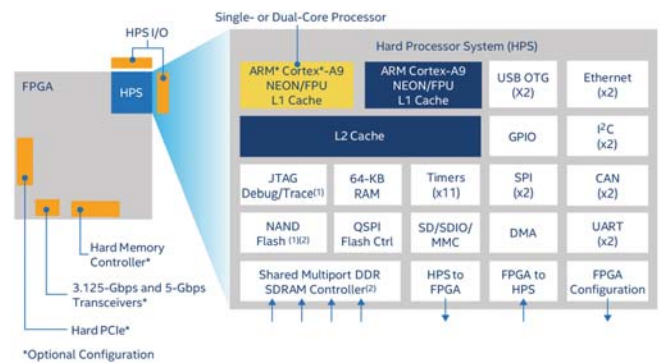 Single- or Dual-Core Processor
HPS I/O
FPGA
HPS
Hard Memory
Controller*
3.125-Gbps and 5-Gbps
Transceivers*
Hard PCIe*
*Optional Configuration
Hard Processor System (HPS)
ARM* Cortex*-A9
NEON/FPU
L1 Cache
ARM Cortex-A9
NEON/FPU
L1 Cache
USB OTG
(X2)
Ethernet
(x2)
L2 Cache
GPIO
I²C
(x2)
JTAG
Debug/Trace(1)
64-KB
RAM
Timers
(x11)
SPI
(x2)
CAN
(x2)
NAND
Flash (1)(2)
QSPI
Flash Ctrl
SD/SDIO/
MMC
DMA
UART
(x2)
Shared Multiport DDR
SDRAM Controller(2)
HPS to
FPGA
FPGA to
HPS
FPGA
Configuration